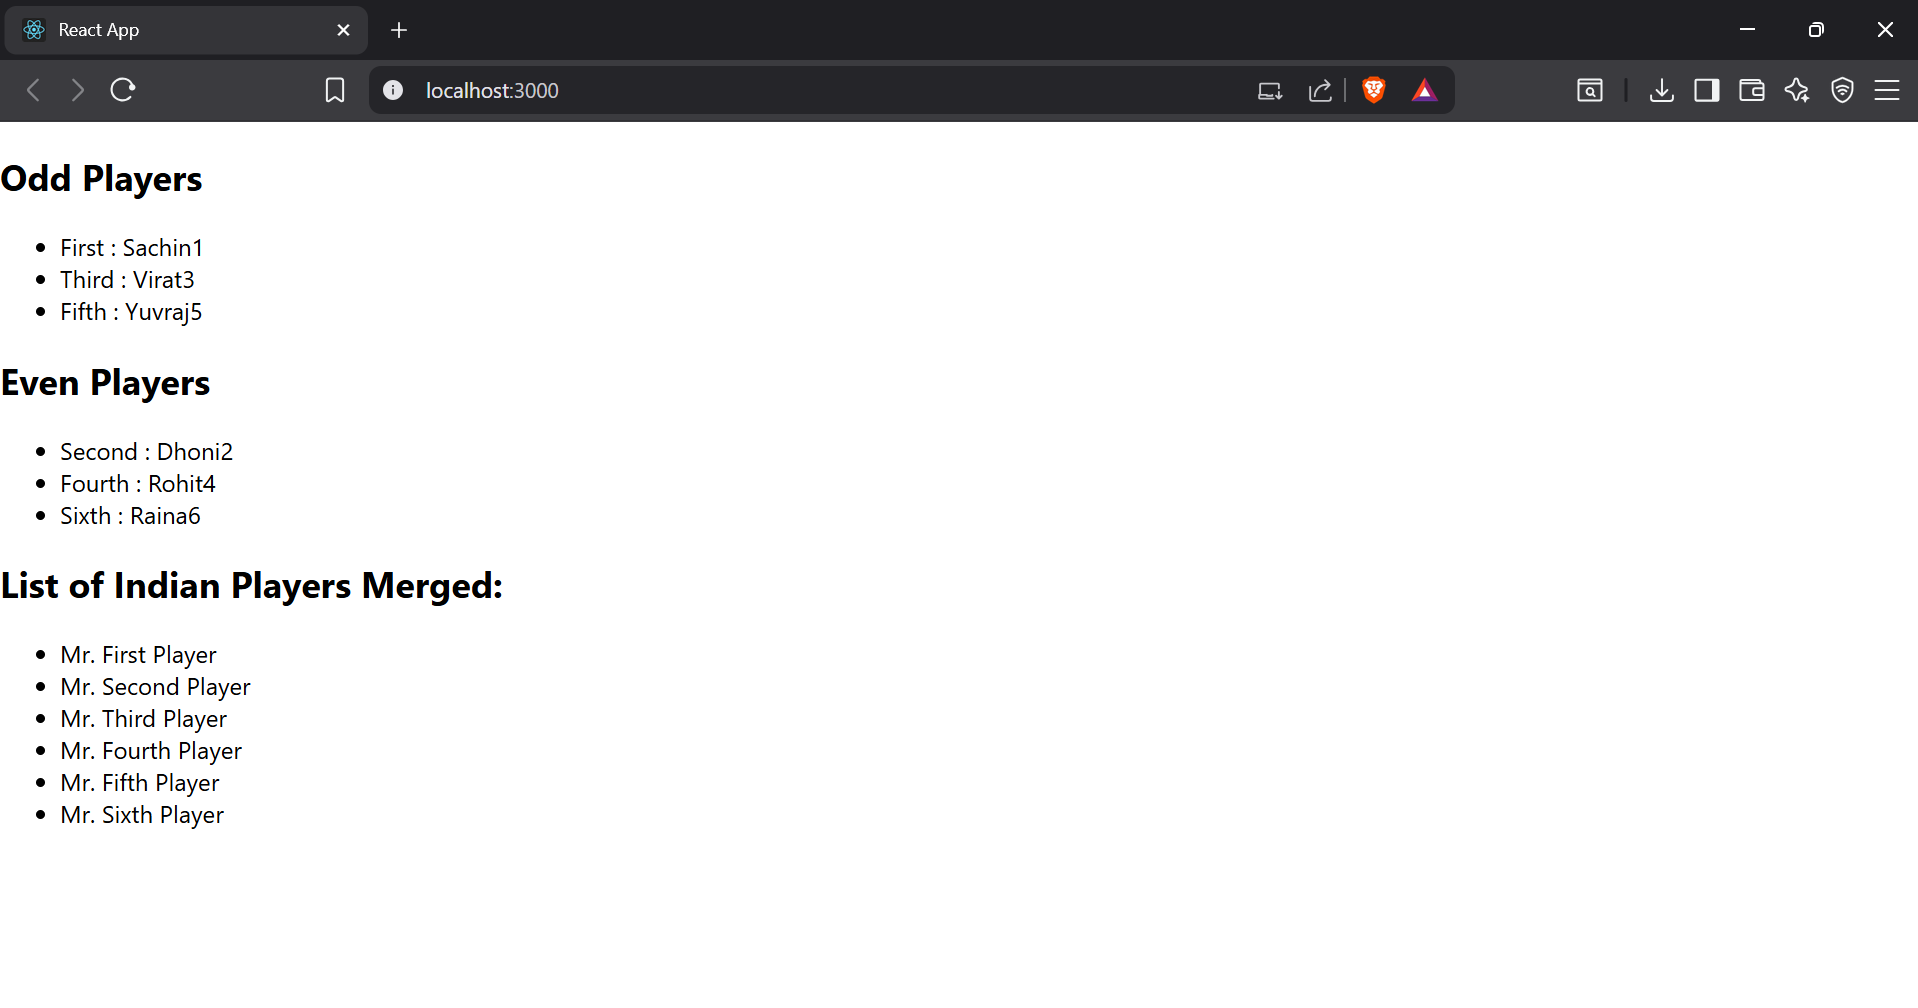 React App
localhost:3000
Odd Players
First : Sachin1
Third : Virat3
Fifth : Yuvraj5
Even Players
Second : Dhoni2
Fourth : Rohit4
Sixth : Raina6
List of Indian Players Merged:
Mr. First Player
Mr. Second Player
Mr. Third Player
Mr. Fourth Player
Mr. Fifth Player
Mr. Sixth Player